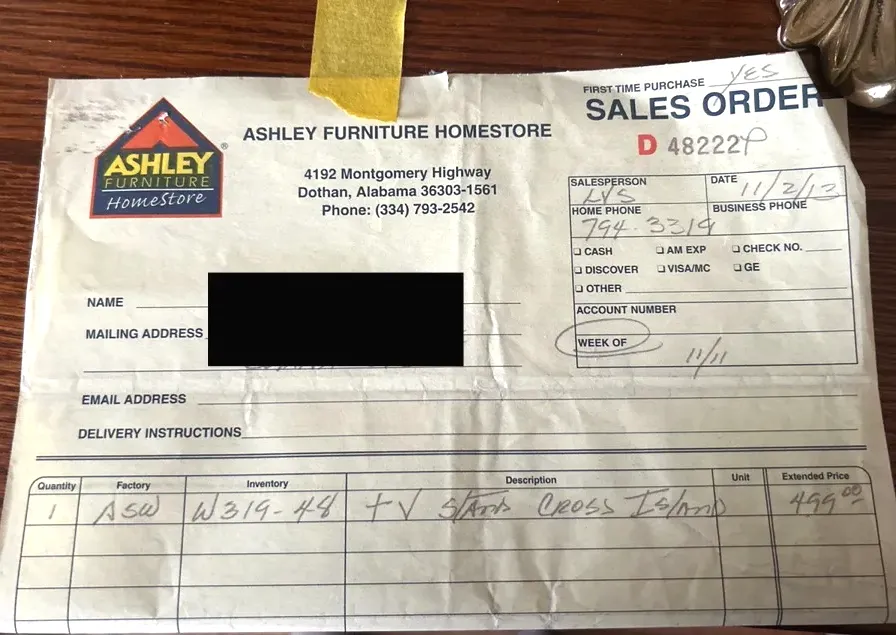 FIRST TIME PURCHASE YES
SALES ORDER
ASHLEY FURNITURE HOMESTORE
D 48222
ASHLEY®
FURNITURE
HomeStore
4192 Montgomery Highway
Dothan, Alabama 36303-1561
Phone: (334) 793-2542
SALESPERSON DATE
LVS 11/2/13
HOME PHONE BUSINESS PHONE
794-3319
CASH AM EXP CHECK NO.
DISCOVER VISA/MC GE
OTHER
ACCOUNT NUMBER
WEEK OF 11/11
NAME
MAILING ADDRESS
EMAIL ADDRESS
DELIVERY INSTRUCTIONS
Quantity Factory Inventory Description Unit Extended Price
1 ASW W319-48 TV STAND CROSS ISLAND 499.00